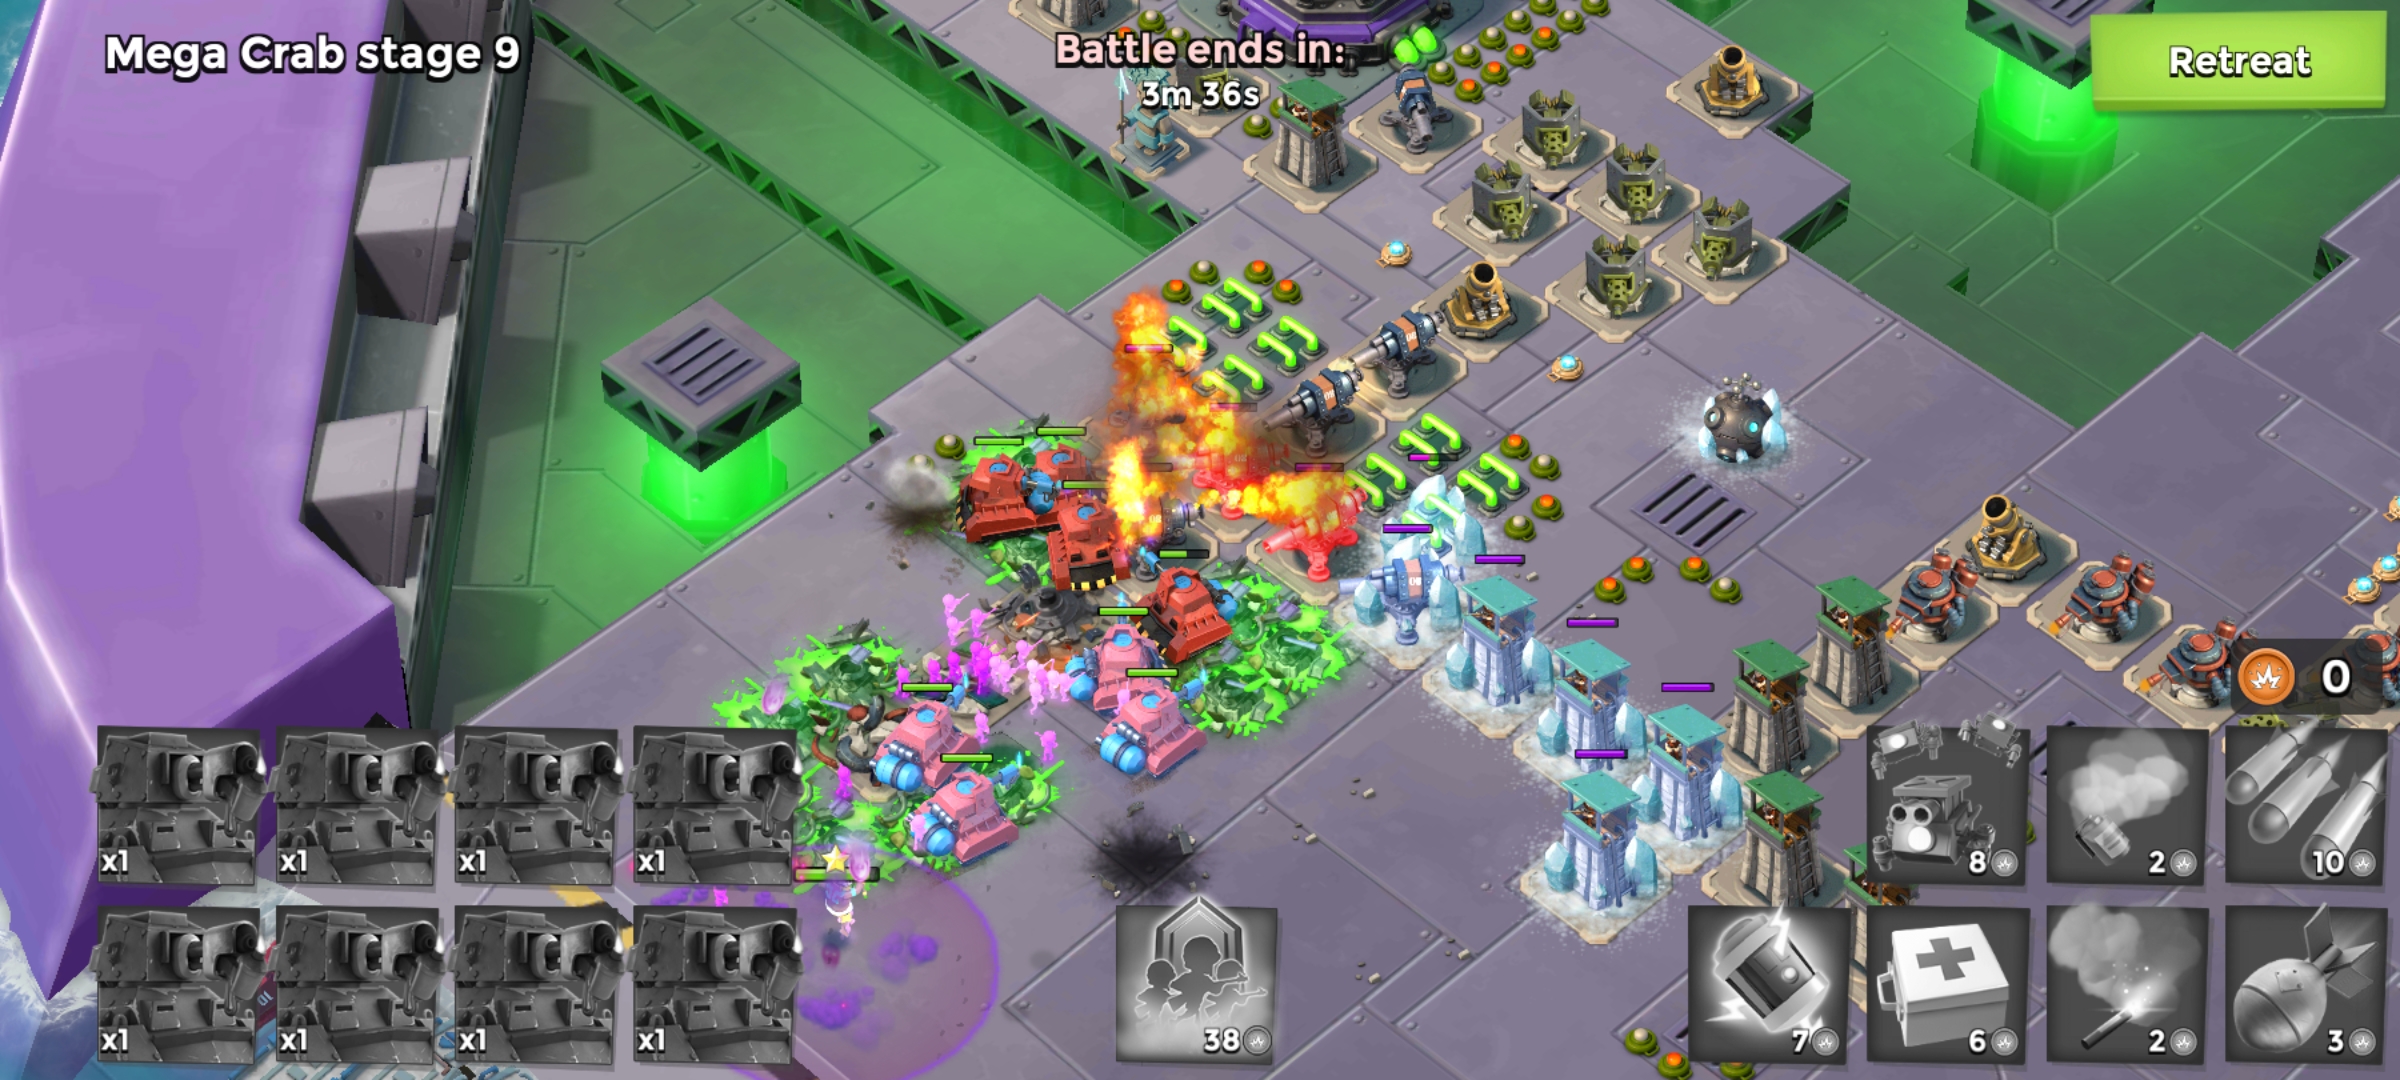 Mega Crab stage 9
Battle ends in:
3m 36s
Retreat
0
x1
x1
x1
x1
8
2
10
x1
x1
x1
x1
38
7
6
2
3